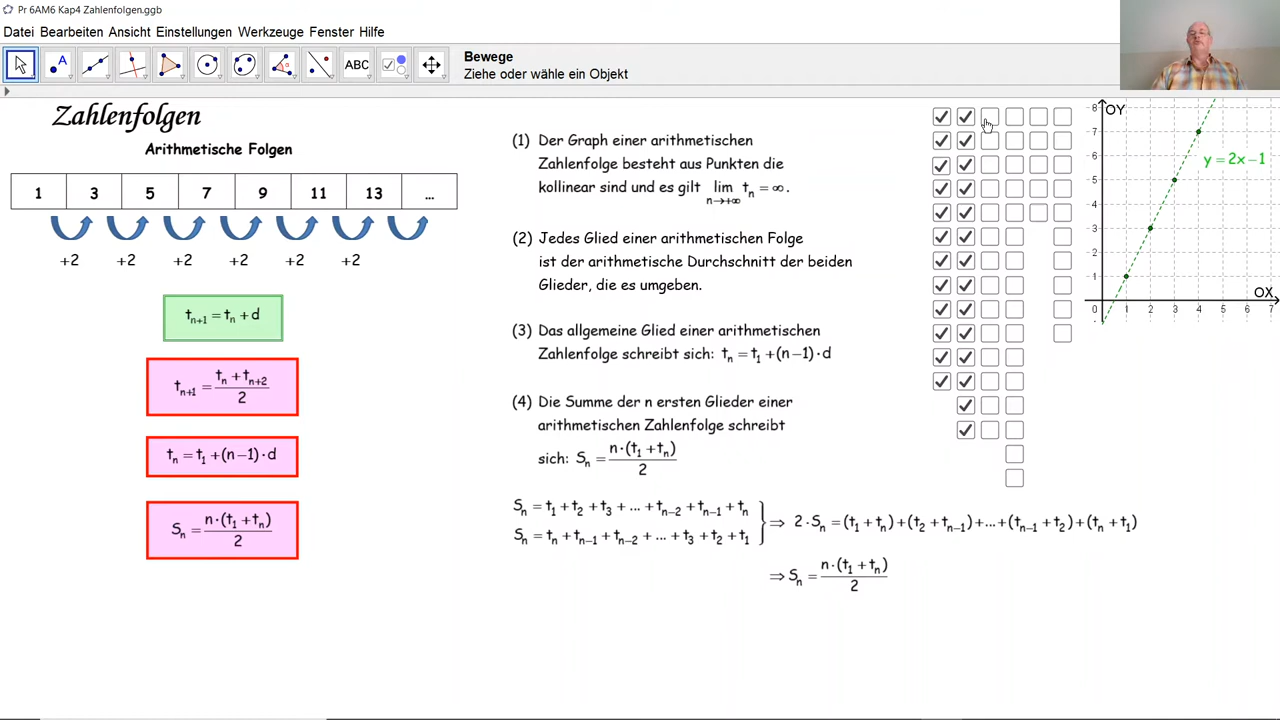 Pr 6AM6 Kap4 Zahlenfolgen.ggb
Datei Bearbeiten Ansicht Einstellungen Werkzeuge Fenster Hilfe
A
ABC
Bewege
Ziehe oder wähle ein Objekt
Zahlenfolgen
Arithmetische Folgen
1 3 5 7 9 11 13 ...
+2 +2 +2 +2 +2 +2
tₙ₊₁ = tₙ + d
tₙ₊₁ = (tₙ + tₙ₊₂)/2
tₙ = t₁ + (n−1)·d
Sₙ = n·(t₁ + tₙ)/2
(1) Der Graph einer arithmetischen
Zahlenfolge besteht aus Punkten die
kollinear sind und es gilt lim n→+∞ tₙ = ∞.
(2) Jedes Glied einer arithmetischen Folge
ist der arithmetische Durchschnitt der beiden
Glieder, die es umgeben.
(3) Das allgemeine Glied einer arithmetischen
Zahlenfolge schreibt sich: tₙ = t₁ + (n−1)·d
(4) Die Summe der n ersten Glieder einer
arithmetischen Zahlenfolge schreibt
sich: Sₙ = n·(t₁ + tₙ)/2
Sₙ = t₁ + t₂ + t₃ + ... + tₙ₋₂ + tₙ₋₁ + tₙ
Sₙ = tₙ + tₙ₋₁ + tₙ₋₂ + ... + t₃ + t₂ + t₁
⇒ 2·Sₙ = (t₁ + tₙ) + (t₂ + tₙ₋₁) + ... + (tₙ₋₁ + t₂) + (tₙ + t₁)
⇒ Sₙ = n·(t₁ + tₙ)/2
OY
8
7
6
5
4
3
2
1
y = 2x − 1
OX
0 1 2 3 4 5 6 7